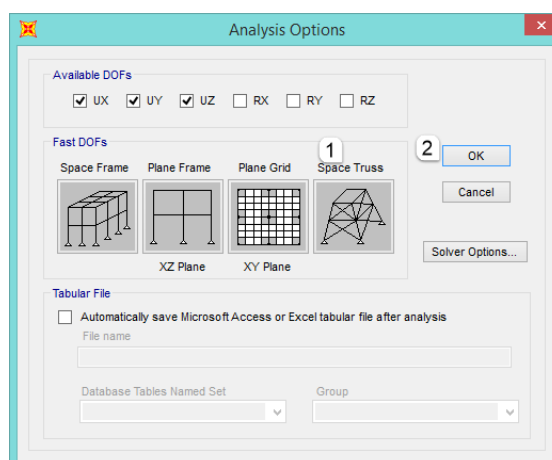 Analysis Options
Available DOFs
UX UY UZ RX RY RZ
Fast DOFs
1
2
OK
Space Frame Plane Frame Plane Grid Space Truss
Cancel
XZ Plane XY Plane
Solver Options...
Tabular File
Automatically save Microsoft Access or Excel tabular file after analysis
File name
Database Tables Named Set Group